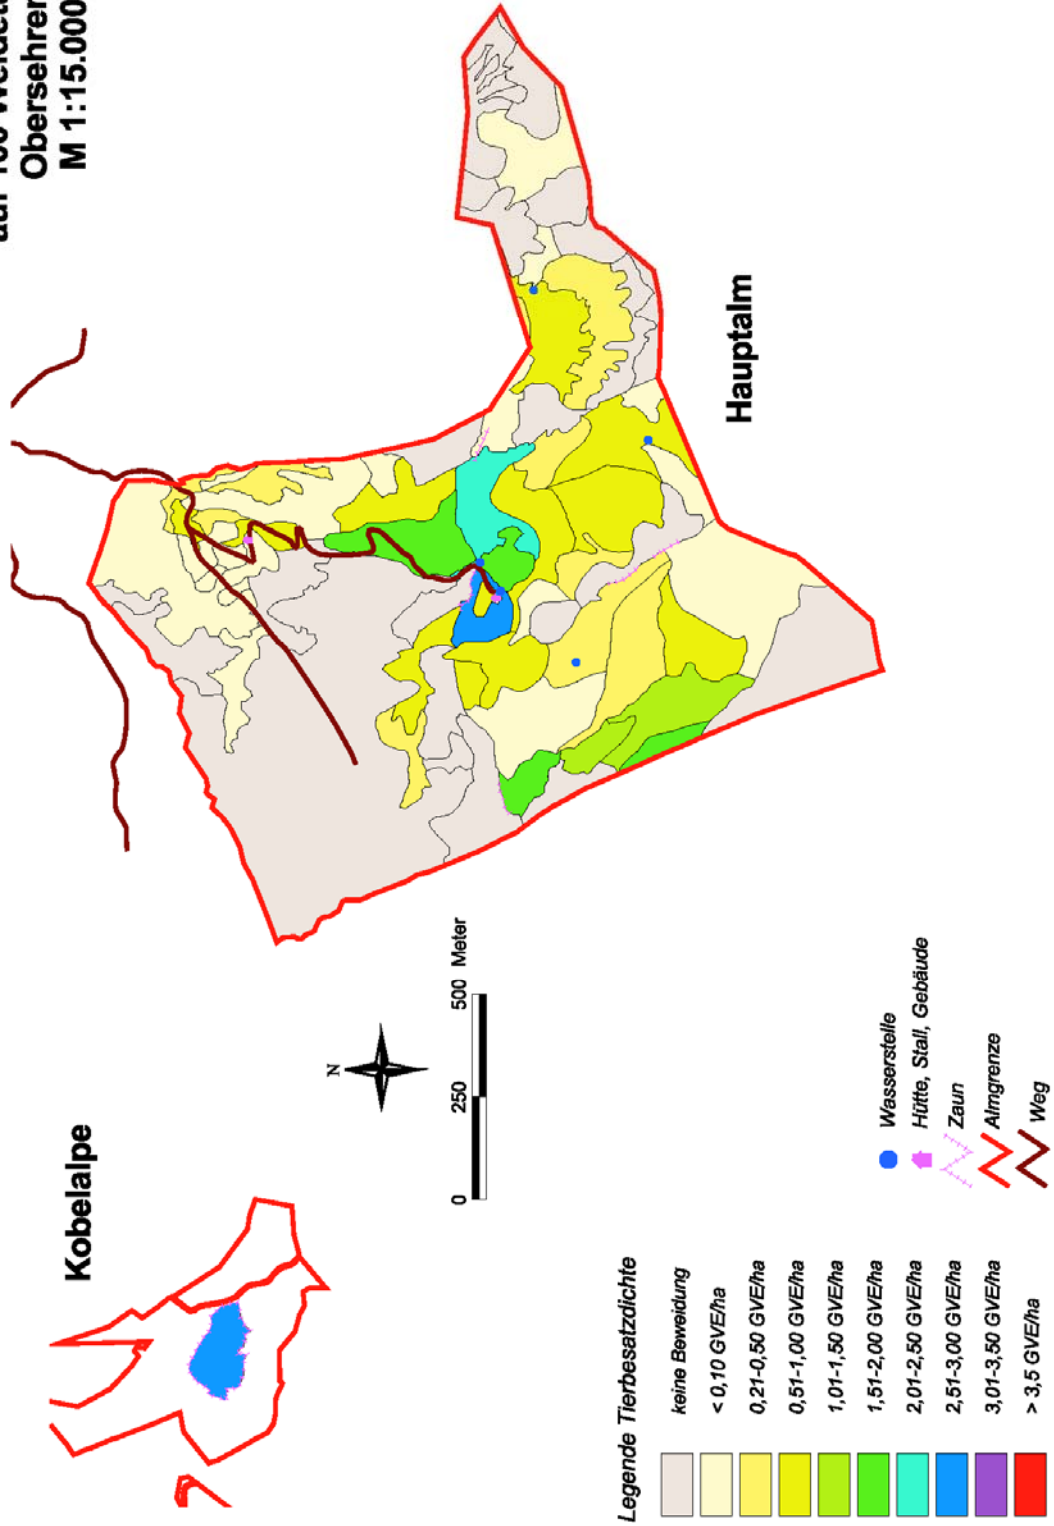 auf 100
Obersehrer
M 1:15.000
Kobelalpe
Hauptalm
N
0 250 500 Meter
Legende Tierbesatzdichte
keine Beweidung
< 0,10 GVE/ha
0,21-0,50 GVE/ha
0,51-1,00 GVE/ha
1,01-1,50 GVE/ha
1,51-2,00 GVE/ha
2,01-2,50 GVE/ha
2,51-3,00 GVE/ha
3,01-3,50 GVE/ha
> 3,5 GVE/ha
Wasserstelle
Hütte, Stall, Gebäude
Zaun
Almgrenze
Weg